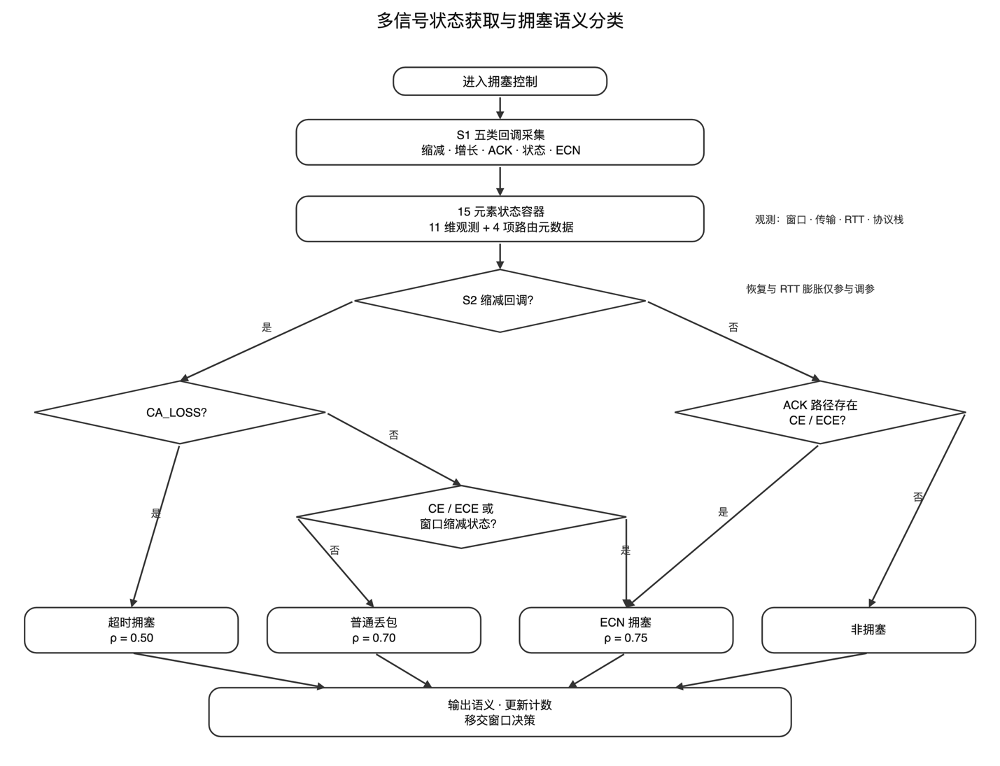 多信号状态获取与拥塞语义分类
进入拥塞控制
S1 五类回调采集
缩减 · 增长 · ACK · 状态 · ECN
15 元素状态容器
11 维观测 + 4 项路由元数据
观测：窗口 · 传输 · RTT · 协议栈
恢复与 RTT 膨胀仅参与调参
S2 缩减回调?
是
否
CA_LOSS?
ACK 路径存在
CE / ECE?
否
CE / ECE 或
窗口缩减状态?
是
否
是
是
否
超时拥塞
ρ = 0.50
普通丢包
ρ = 0.70
ECN 拥塞
ρ = 0.75
非拥塞
输出语义 · 更新计数
移交窗口决策